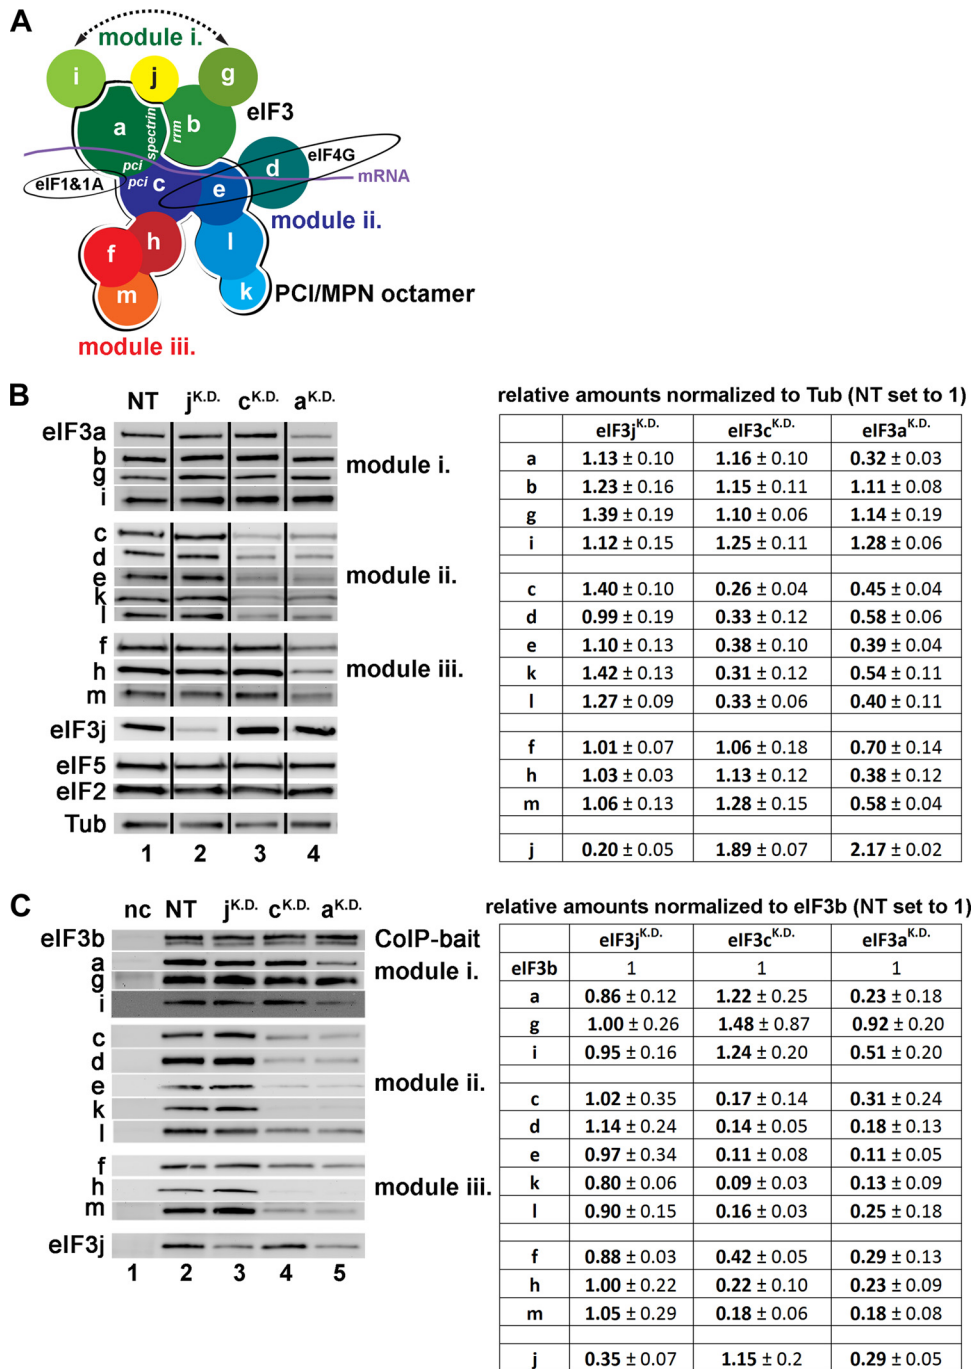 A
module i.
i
j
g
a
spectrin
rrm
b
eIF3
pci
pci
c
eIF1&1A
e
d
eIF4G
mRNA
module ii.
f
h
l
m
k
PCI/MPN octamer
module iii.
B
NT jK.D. cK.D. aK.D.
eIF3a
b
g
i
module i.
c
d
e
k
l
module ii.
f
h
m
module iii.
eIF3j
eIF5
eIF2
Tub
1 2 3 4
relative amounts normalized to Tub (NT set to 1)
eIF3jK.D. eIF3cK.D. eIF3aK.D.
a 1.13 ± 0.10 1.16 ± 0.10 0.32 ± 0.03
b 1.23 ± 0.16 1.15 ± 0.11 1.11 ± 0.08
g 1.39 ± 0.19 1.10 ± 0.06 1.14 ± 0.19
i 1.12 ± 0.15 1.25 ± 0.11 1.28 ± 0.06
c 1.40 ± 0.10 0.26 ± 0.04 0.45 ± 0.04
d 0.99 ± 0.19 0.33 ± 0.12 0.58 ± 0.06
e 1.10 ± 0.13 0.38 ± 0.10 0.39 ± 0.04
k 1.42 ± 0.13 0.31 ± 0.12 0.54 ± 0.11
l 1.27 ± 0.09 0.33 ± 0.06 0.40 ± 0.11
f 1.01 ± 0.07 1.06 ± 0.18 0.70 ± 0.14
h 1.03 ± 0.03 1.13 ± 0.12 0.38 ± 0.12
m 1.06 ± 0.13 1.28 ± 0.15 0.58 ± 0.04
j 0.20 ± 0.05 1.89 ± 0.07 2.17 ± 0.02
C
nc NT jK.D. cK.D. aK.D.
eIF3b CoIP-bait
a
g
i
module i.
c
d
e
k
l
module ii.
f
h
m
module iii.
eIF3j
1 2 3 4 5
relative amounts normalized to eIF3b (NT set to 1)
eIF3jK.D. eIF3cK.D. eIF3aK.D.
eIF3b 1 1 1
a 0.86 ± 0.12 1.22 ± 0.25 0.23 ± 0.18
g 1.00 ± 0.26 1.48 ± 0.87 0.92 ± 0.20
i 0.95 ± 0.16 1.24 ± 0.20 0.51 ± 0.20
c 1.02 ± 0.35 0.17 ± 0.14 0.31 ± 0.24
d 1.14 ± 0.24 0.14 ± 0.05 0.18 ± 0.13
e 0.97 ± 0.34 0.11 ± 0.08 0.11 ± 0.05
k 0.80 ± 0.06 0.09 ± 0.03 0.13 ± 0.09
l 0.90 ± 0.15 0.16 ± 0.03 0.25 ± 0.18
f 0.88 ± 0.03 0.42 ± 0.05 0.29 ± 0.13
h 1.00 ± 0.22 0.22 ± 0.10 0.23 ± 0.09
m 1.05 ± 0.29 0.18 ± 0.06 0.18 ± 0.08
j 0.35 ± 0.07 1.15 ± 0.2 0.29 ± 0.05